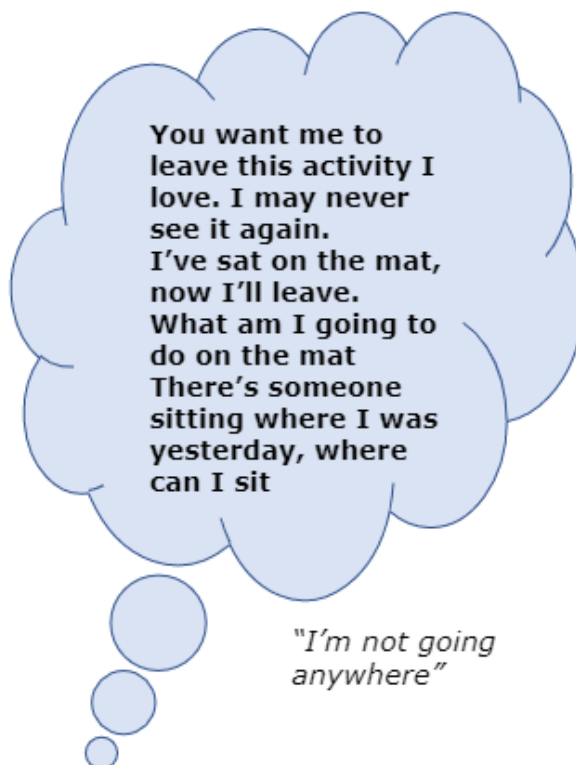 You want me to
leave this activity I
love. I may never
see it again.
I’ve sat on the mat,
now I’ll leave.
What am I going to
do on the mat
There’s someone
sitting where I was
yesterday, where
can I sit
“I’m not going
anywhere”